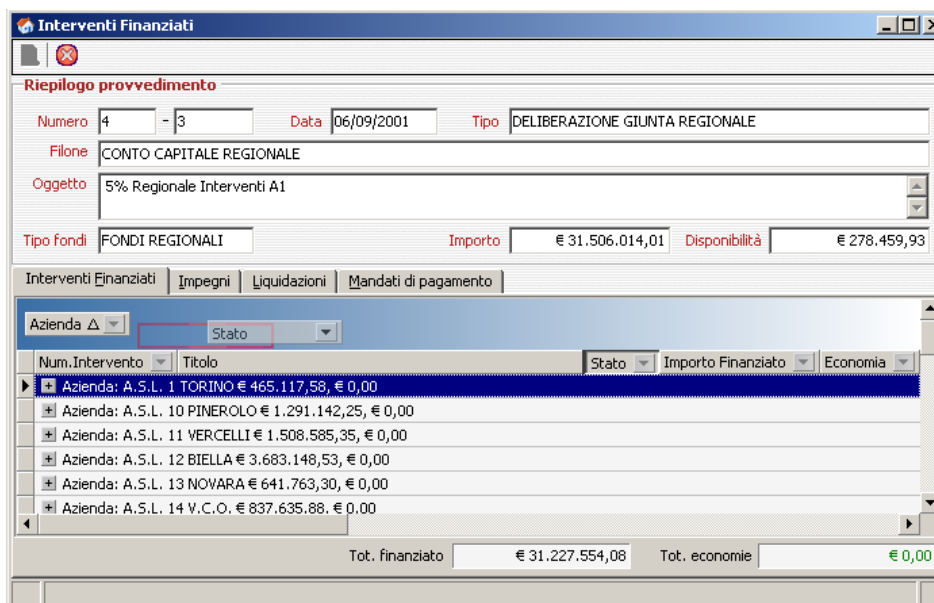 Interventi Finanziati
Riepilogo provvedimento
Numero 4 - 3 Data 06/09/2001 Tipo DELIBERAZIONE GIUNTA REGIONALE
Filone CONTO CAPITALE REGIONALE
Oggetto 5% Regionale Interventi A1
Tipo fondi FONDI REGIONALI Importo € 31.506.014,01 Disponibilità € 278.459,93
Interventi Finanziati Impegni Liquidazioni Mandati di pagamento
Azienda Stato
Num.Intervento Titolo Stato Importo Finanziato Economia
Azienda: A.S.L. 1 TORINO € 465.117,58, € 0,00
Azienda: A.S.L. 10 PINEROLO € 1.291.142,25, € 0,00
Azienda: A.S.L. 11 VERCELLI € 1.508.585,35, € 0,00
Azienda: A.S.L. 12 BIELLA € 3.683.148,53, € 0,00
Azienda: A.S.L. 13 NOVARA € 641.763,30, € 0,00
Azienda: A.S.L. 14 V.C.O. € 837.635,88, € 0,00
Tot. finanziato € 31.227.554,08 Tot. economie € 0,00